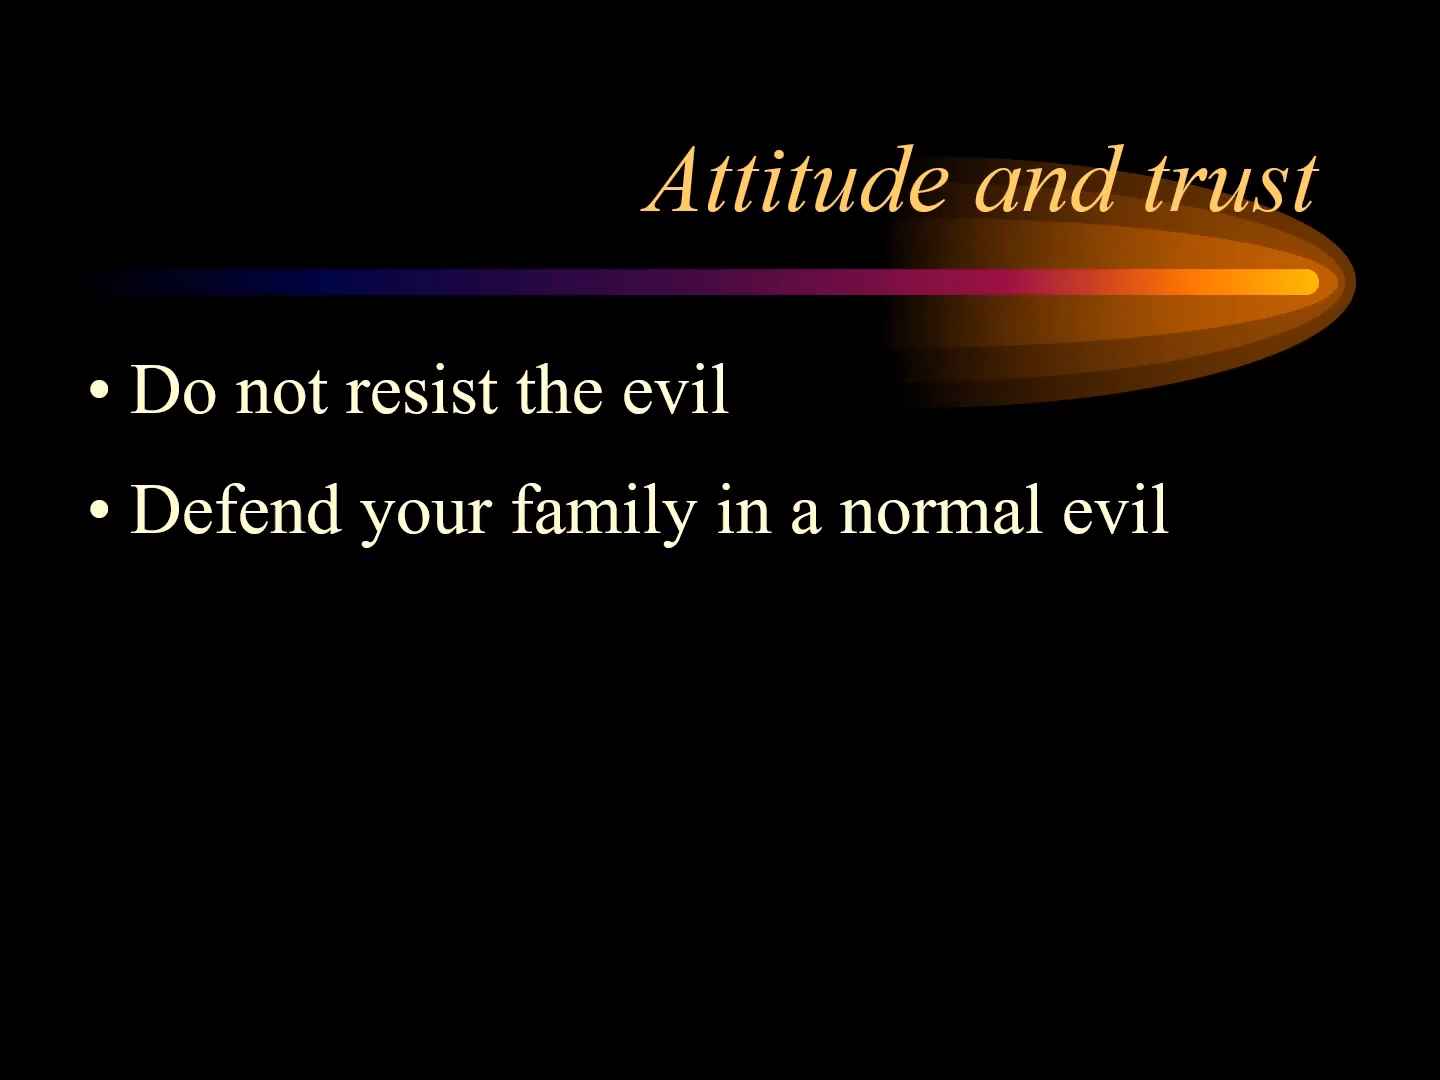 Attitude and trust
• Do not resist the evil
• Defend your family in a normal evil